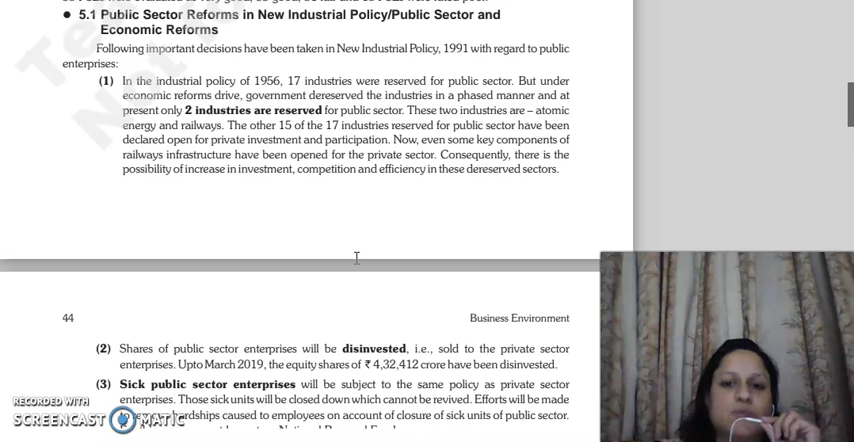 ● 5.1 Public Sector Reforms in New Industrial Policy/Public Sector and
Economic Reforms
Following important decisions have been taken in New Industrial Policy, 1991 with regard to public
enterprises:
(1) In the industrial policy of 1956, 17 industries were reserved for public sector. But under
economic reforms drive, government dereserved the industries in a phased manner and at
present only 2 industries are reserved for public sector. These two industries are – atomic
energy and railways. The other 15 of the 17 industries reserved for public sector have been
declared open for private investment and participation. Now, even some key components of
railways infrastructure have been opened for the private sector. Consequently, there is the
possibility of increase in investment, competition and efficiency in these dereserved sectors.
44 Business Environment
(2) Shares of public sector enterprises will be disinvested, i.e., sold to the private sector
enterprises. Upto March 2019, the equity shares of ₹ 4,32,412 crore have been disinvested.
(3) Sick public sector enterprises will be subject to the same policy as private sector
enterprises. Those sick units will be closed down which cannot be revived. Efforts will be made
hardships caused to employees on account of closure of sick units of public sector.
RECORDED WITH
SCREENCAST MATIC